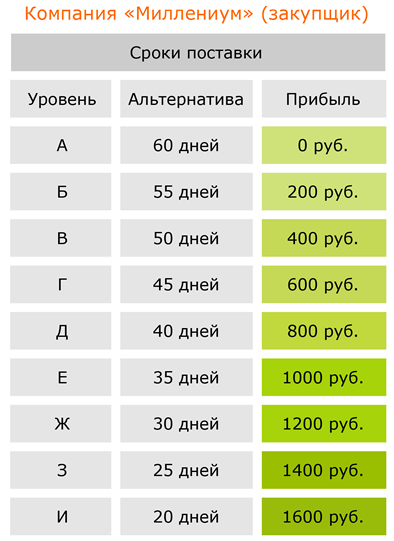 Компания «Миллениум» (закупщик)
Сроки поставки
Уровень Альтернатива Прибыль
А 60 дней 0 руб.
Б 55 дней 200 руб.
В 50 дней 400 руб.
Г 45 дней 600 руб.
Д 40 дней 800 руб.
Е 35 дней 1000 руб.
Ж 30 дней 1200 руб.
З 25 дней 1400 руб.
И 20 дней 1600 руб.